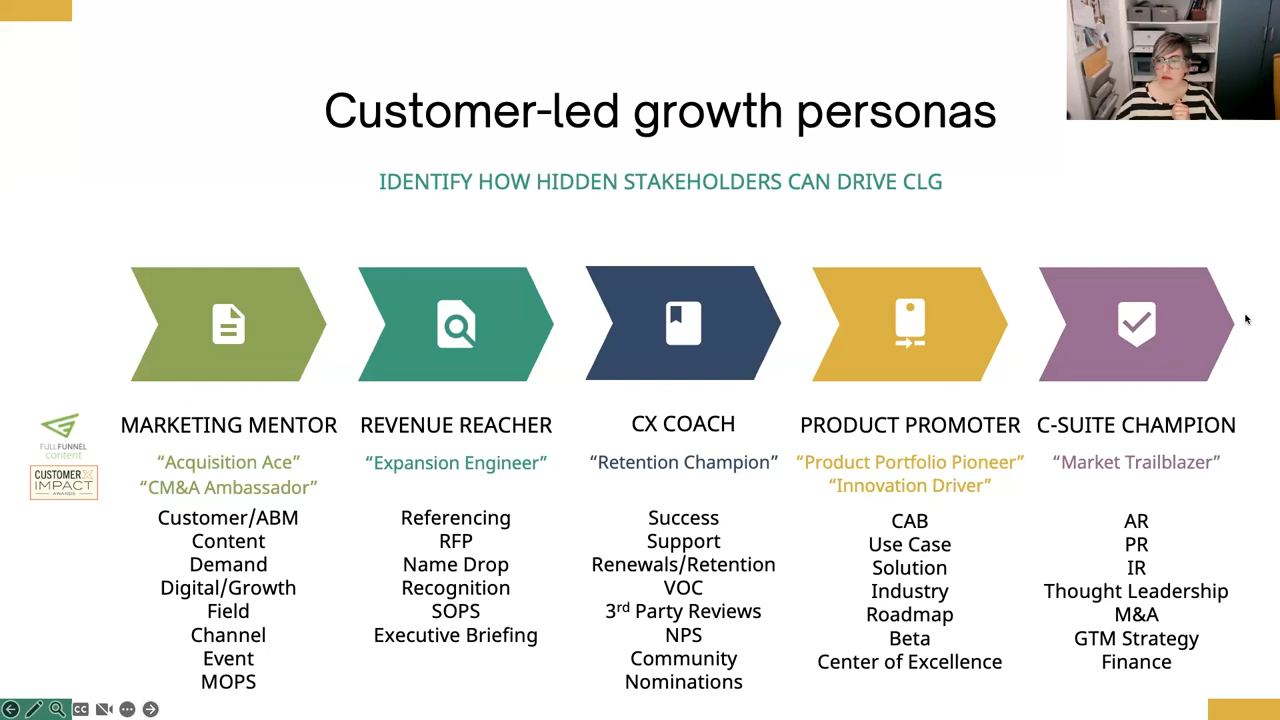 Customer-led growth personas
IDENTIFY HOW HIDDEN STAKEHOLDERS CAN DRIVE CLG
FULLFUNNEL
content
CUSTOMERX
IMPACT
AWARDS
MARKETING MENTOR
“Acquisition Ace”
“CM&A Ambassador”
Customer/ABM
Content
Demand
Digital/Growth
Field
Channel
Event
MOPS
REVENUE REACHER
“Expansion Engineer”
Referencing
RFP
Name Drop
Recognition
SOPS
Executive Briefing
CX COACH
“Retention Champion”
Success
Support
Renewals/Retention
VOC
3rd Party Reviews
NPS
Community
Nominations
PRODUCT PROMOTER
“Product Portfolio Pioneer”
“Innovation Driver”
CAB
Use Case
Solution
Industry
Roadmap
Beta
Center of Excellence
C-SUITE CHAMPION
“Market Trailblazer”
AR
PR
IR
Thought Leadership
M&A
GTM Strategy
Finance
CC